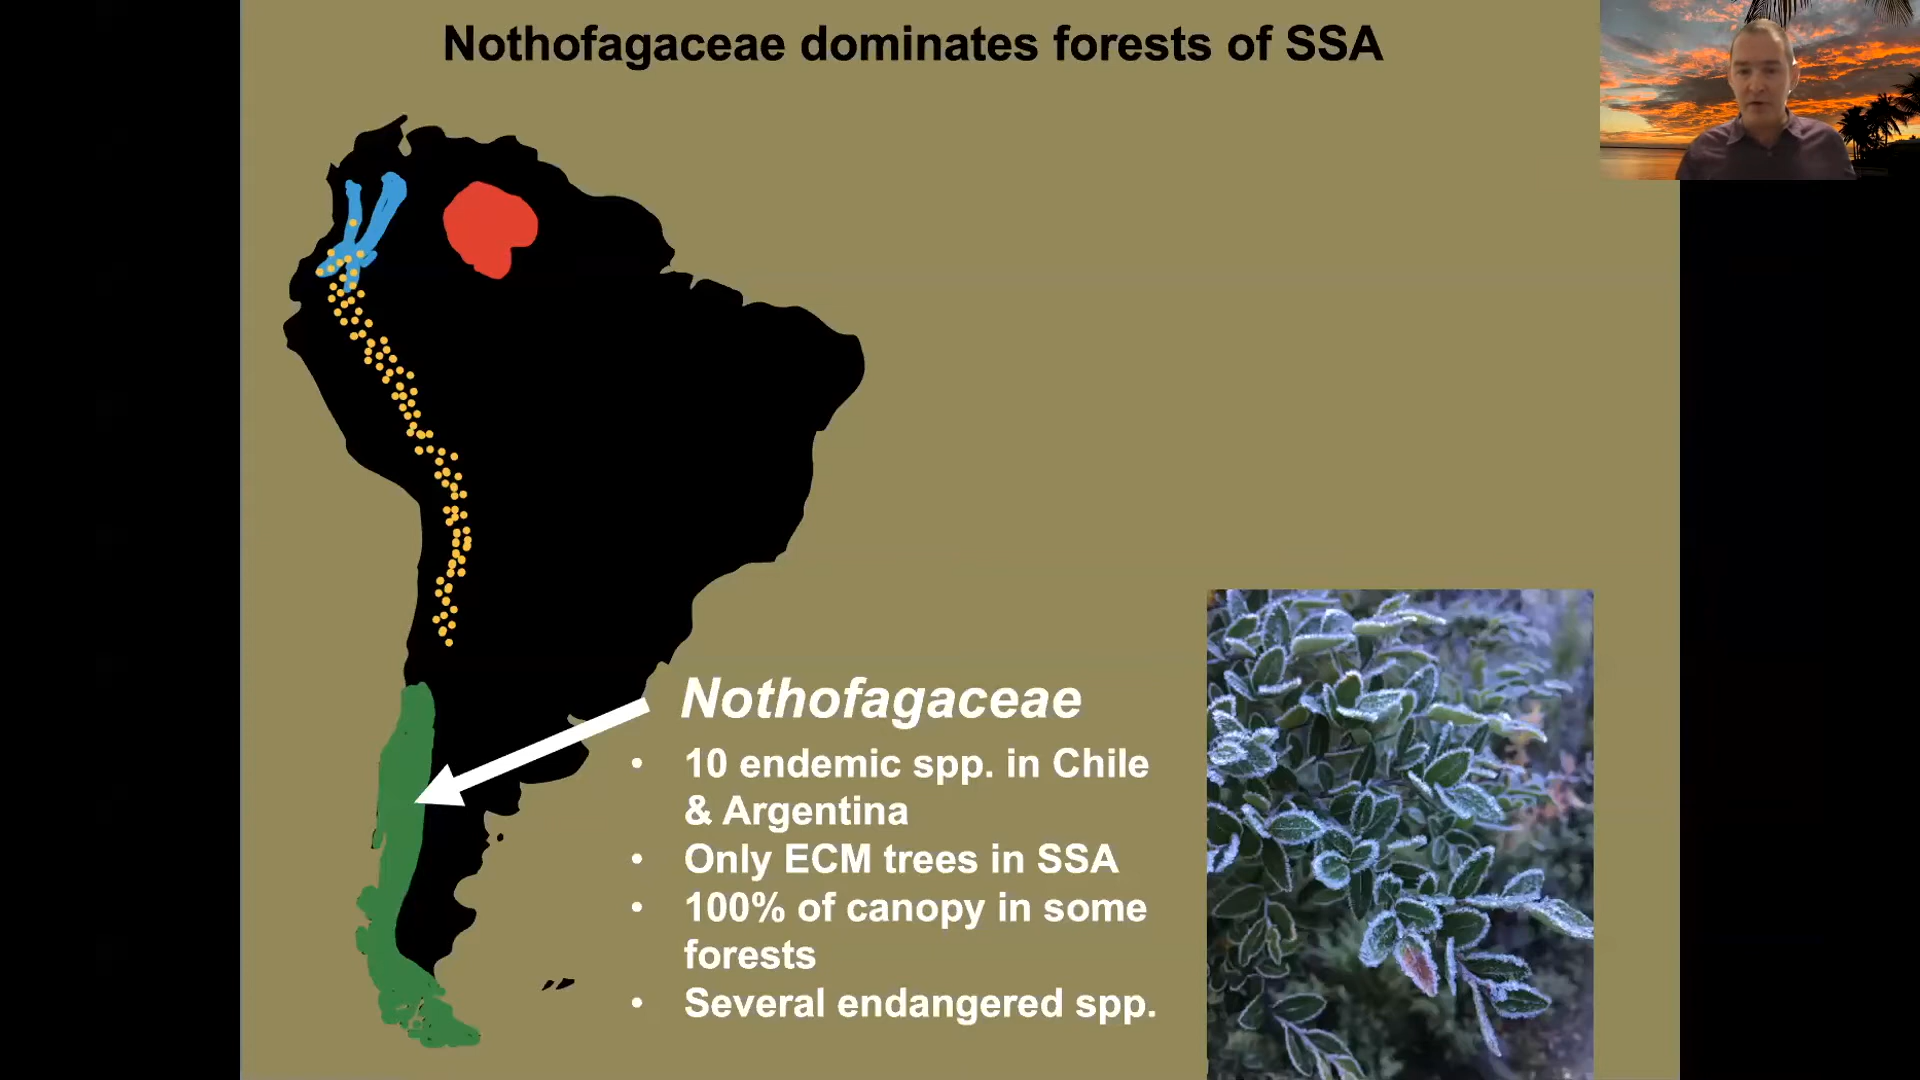 Nothofagaceae dominates forests of SSA
Nothofagaceae
• 10 endemic spp. in Chile
& Argentina
• Only ECM trees in SSA
• 100% of canopy in some
forests
• Several endangered spp.